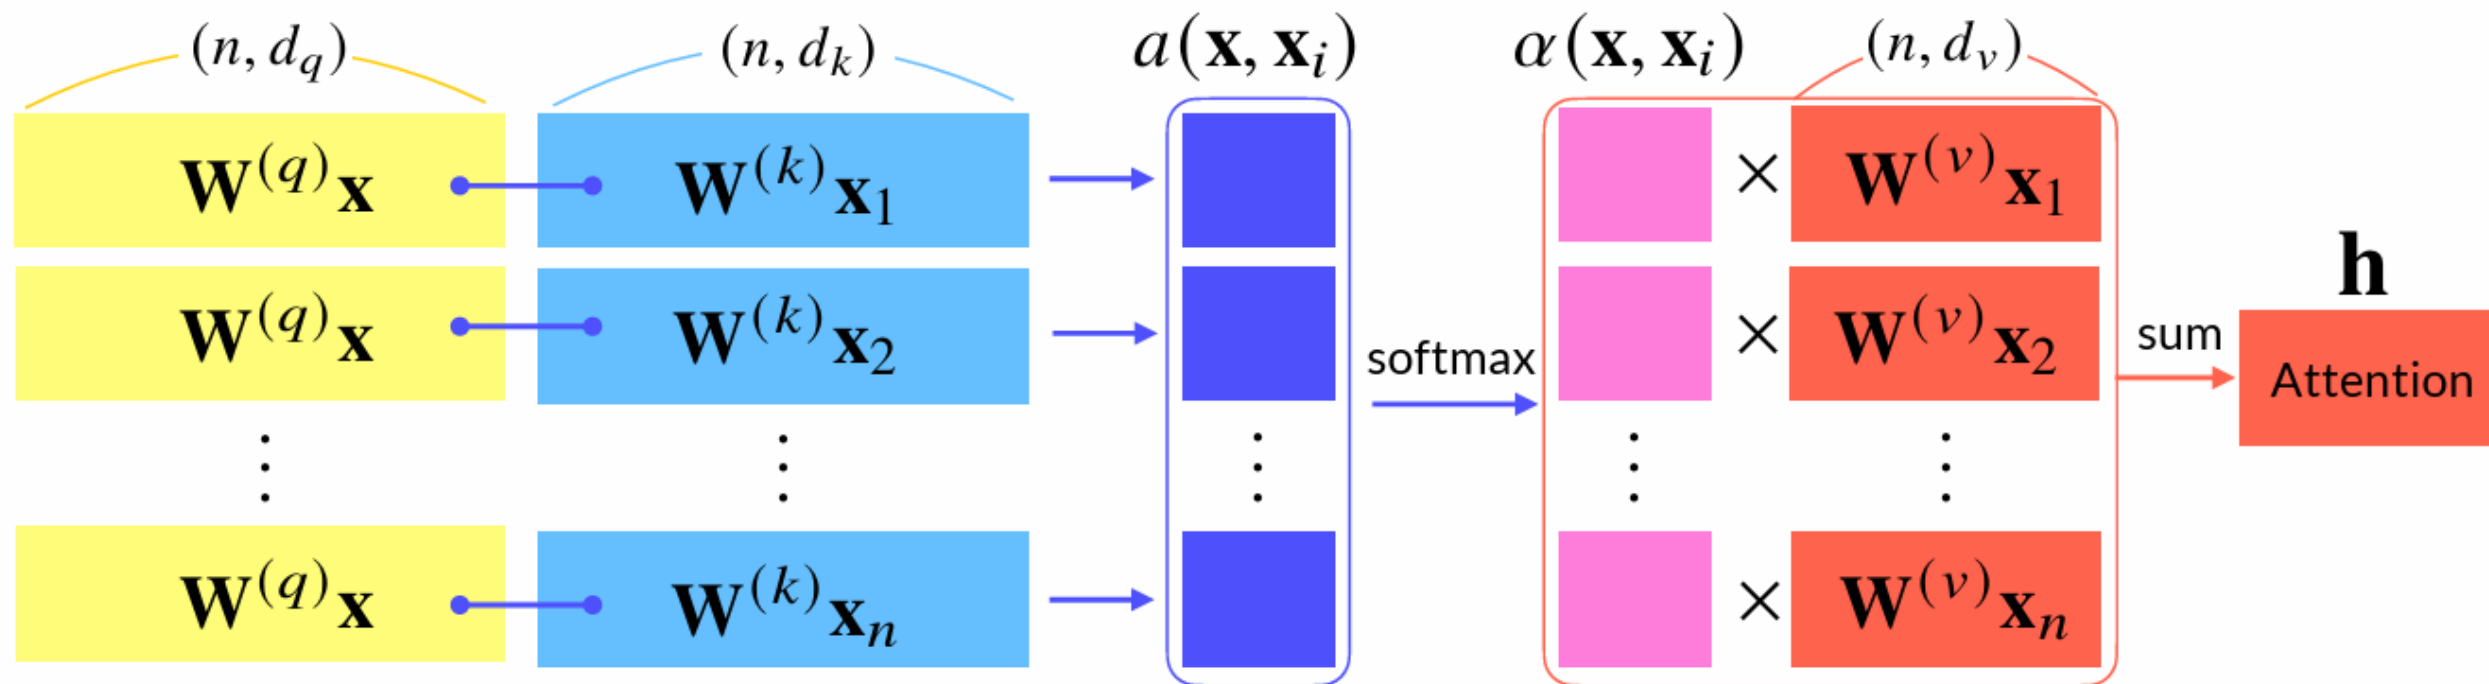 (n, d_q) (n, d_k) a(𝐱, 𝐱_i) α(𝐱, 𝐱_i) (n, d_v)
𝐖^(q)𝐱 𝐖^(k)𝐱_1 × 𝐖^(v)𝐱_1
𝐖^(q)𝐱 𝐖^(k)𝐱_2 × 𝐖^(v)𝐱_2
softmax
sum
𝐡
Attention
⋮ ⋮ ⋮ ⋮ ⋮
𝐖^(q)𝐱 𝐖^(k)𝐱_n × 𝐖^(v)𝐱_n